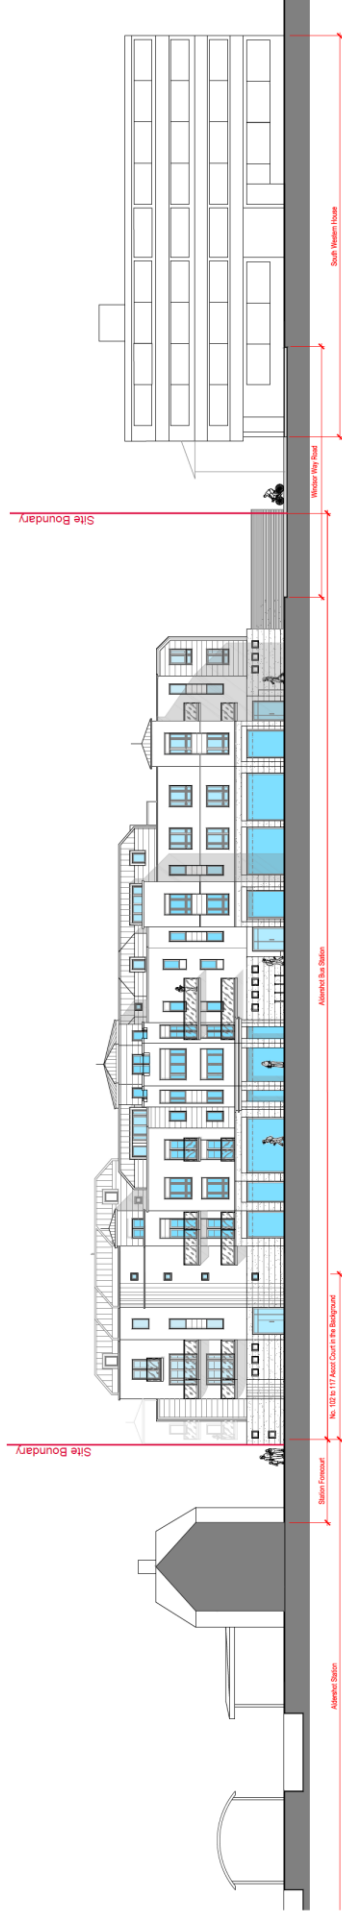 South Western House
Windsor Way Road
Site Boundary
Aldershot Bus Station
No. 102 to 117 Ascot Court in the Background
Site Boundary
Station Forecourt
Aldershot Station